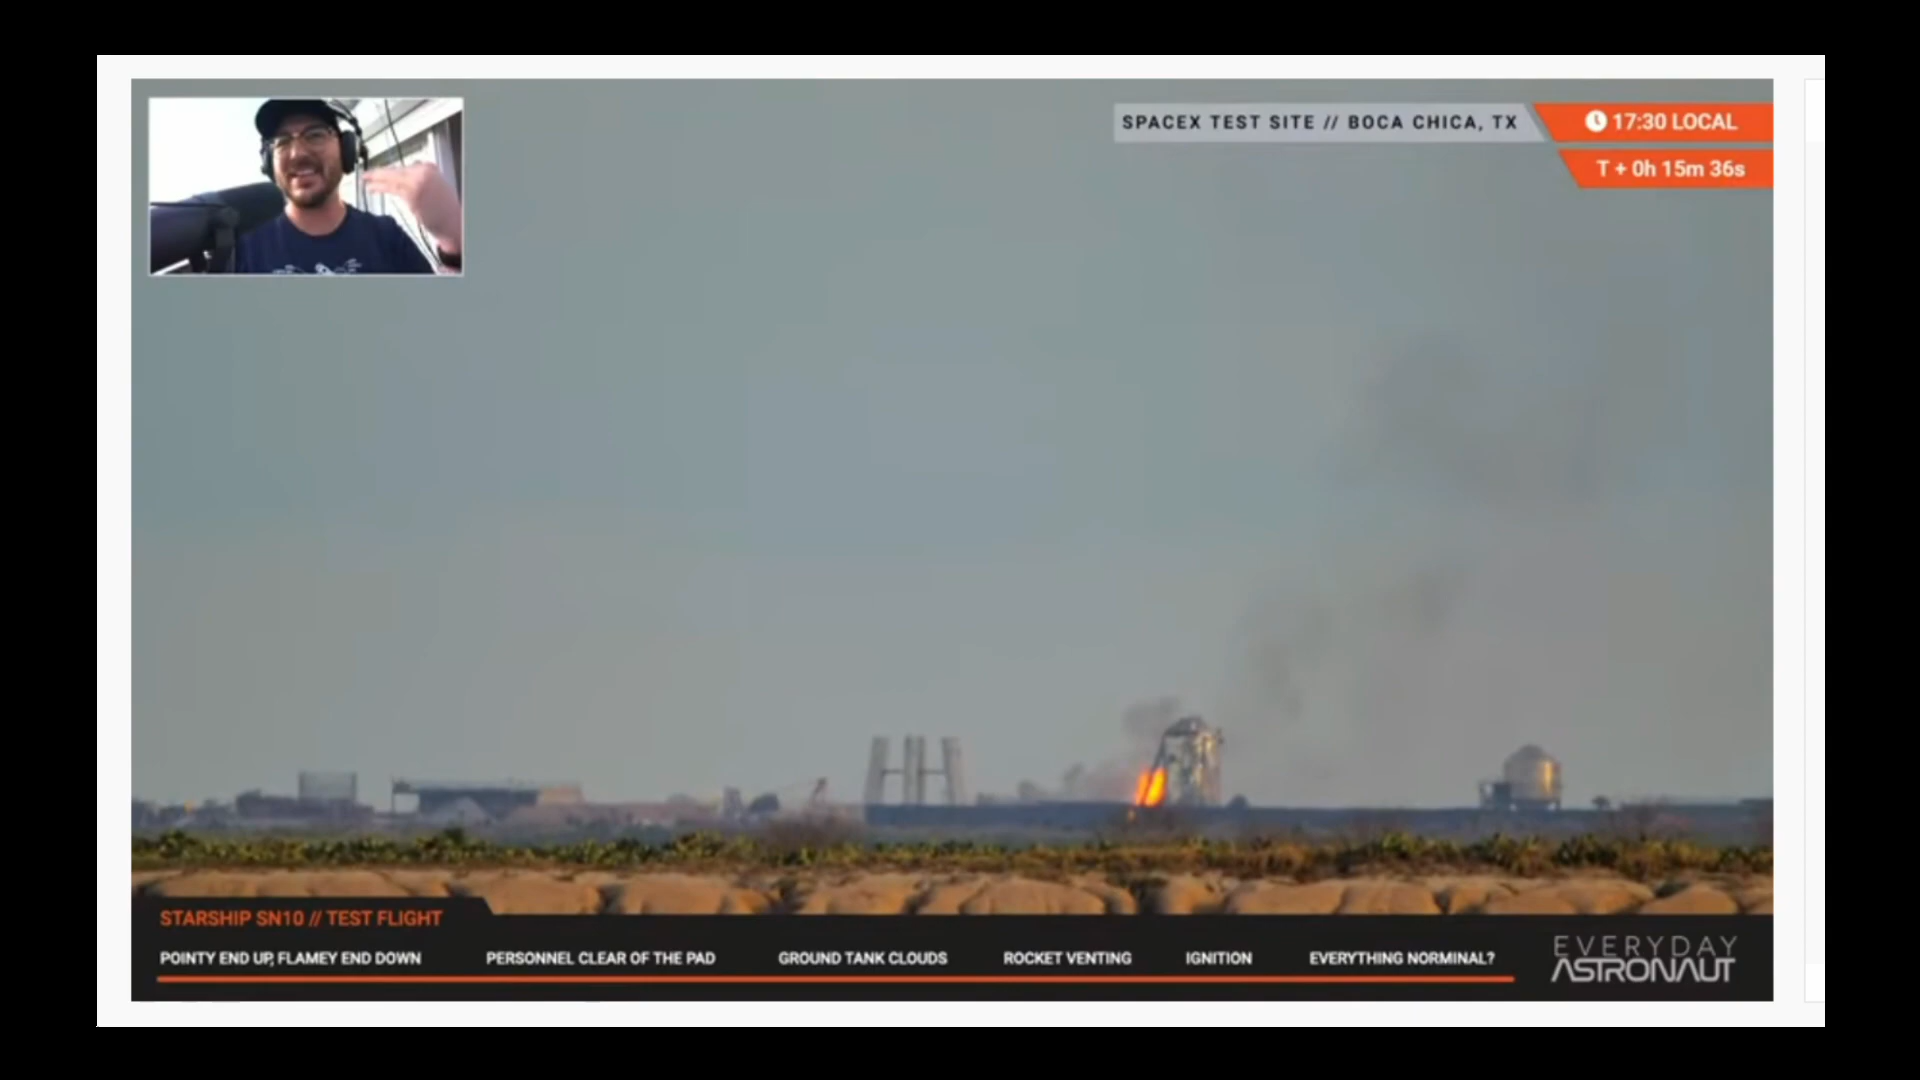 SPACEX TEST SITE // BOCA CHICA, TX
17:30 LOCAL
T + 0h 15m 36s
STARSHIP SN10 // TEST FLIGHT
POINTY END UP, FLAMEY END DOWN
PERSONNEL CLEAR OF THE PAD
GROUND TANK CLOUDS
ROCKET VENTING
IGNITION
EVERYTHING NORMINAL?
EVERYDAY
ASTRONAUT